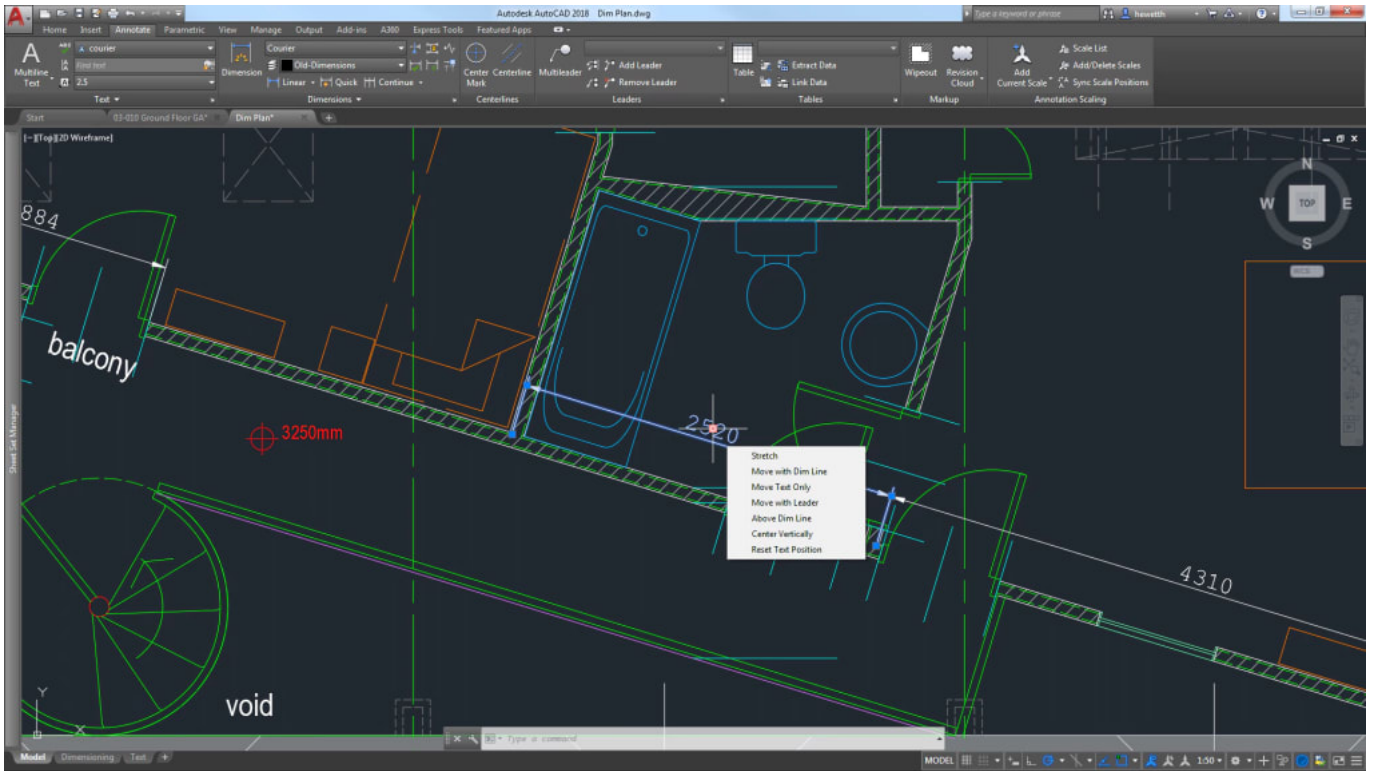 Autodesk AutoCAD 2018 Dim Plan.dwg
Type a keyword or phrase
hewetth
Home Insert Annotate Parametric View Manage Output Add-ins A360 Express Tools Featured Apps
A courier
Find text
2.5
Multiline Text
Text
Dimension
Courier
Old-Dimensions
Linear Quick Continue
Dimensions
Center Mark
Centerline
Centerlines
Multileader
Add Leader
Remove Leader
Leaders
Table
Extract Data
Link Data
Tables
Wipeout
Revision Cloud
Markup
Add Current Scale
Scale List
Add/Delete Scales
Sync Scale Positions
Annotation Scaling
Start 03-010 Ground Floor GA* Dim Plan*
[–][Top][2D Wireframe]
N
W TOP E
S
WCS
884
balcony
3250mm
2520
Stretch
Move with Dim Line
Move Text Only
Move with Leader
Above Dim Line
Center Vertically
Reset Text Position
4310
void
Sheet Set Manager
Y
X
Type a command
Model Dimensioning Text +
MODEL
1:50